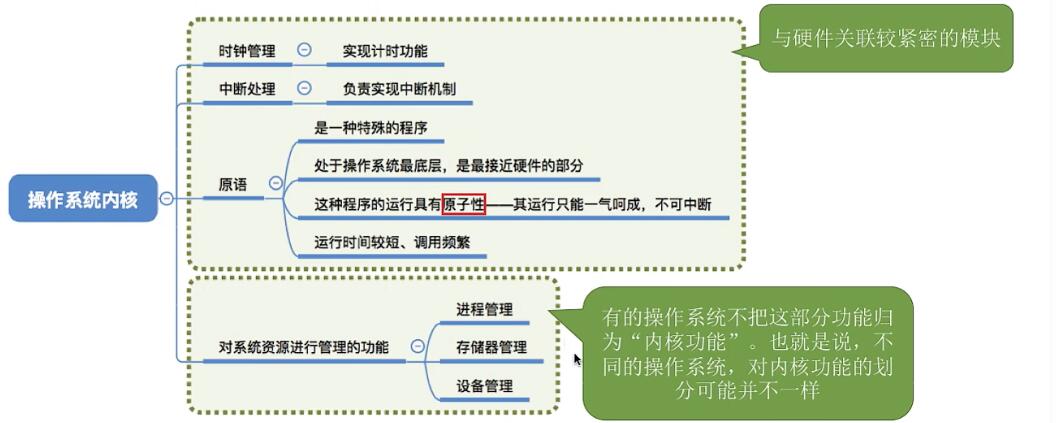 与硬件关联较紧密的模块
时钟管理
实现计时功能
中断处理
负责实现中断机制
是一种特殊的程序
处于操作系统最底层，是最接近硬件的部分
原语
这种程序的运行具有原子性——其运行只能一气呵成，不可中断
运行时间较短、调用频繁
操作系统内核
进程管理
对系统资源进行管理的功能
存储器管理
设备管理
有的操作系统不把这部分功能归
为“内核功能”。也就是说，不
同的操作系统，对内核功能的划
分可能并不一样